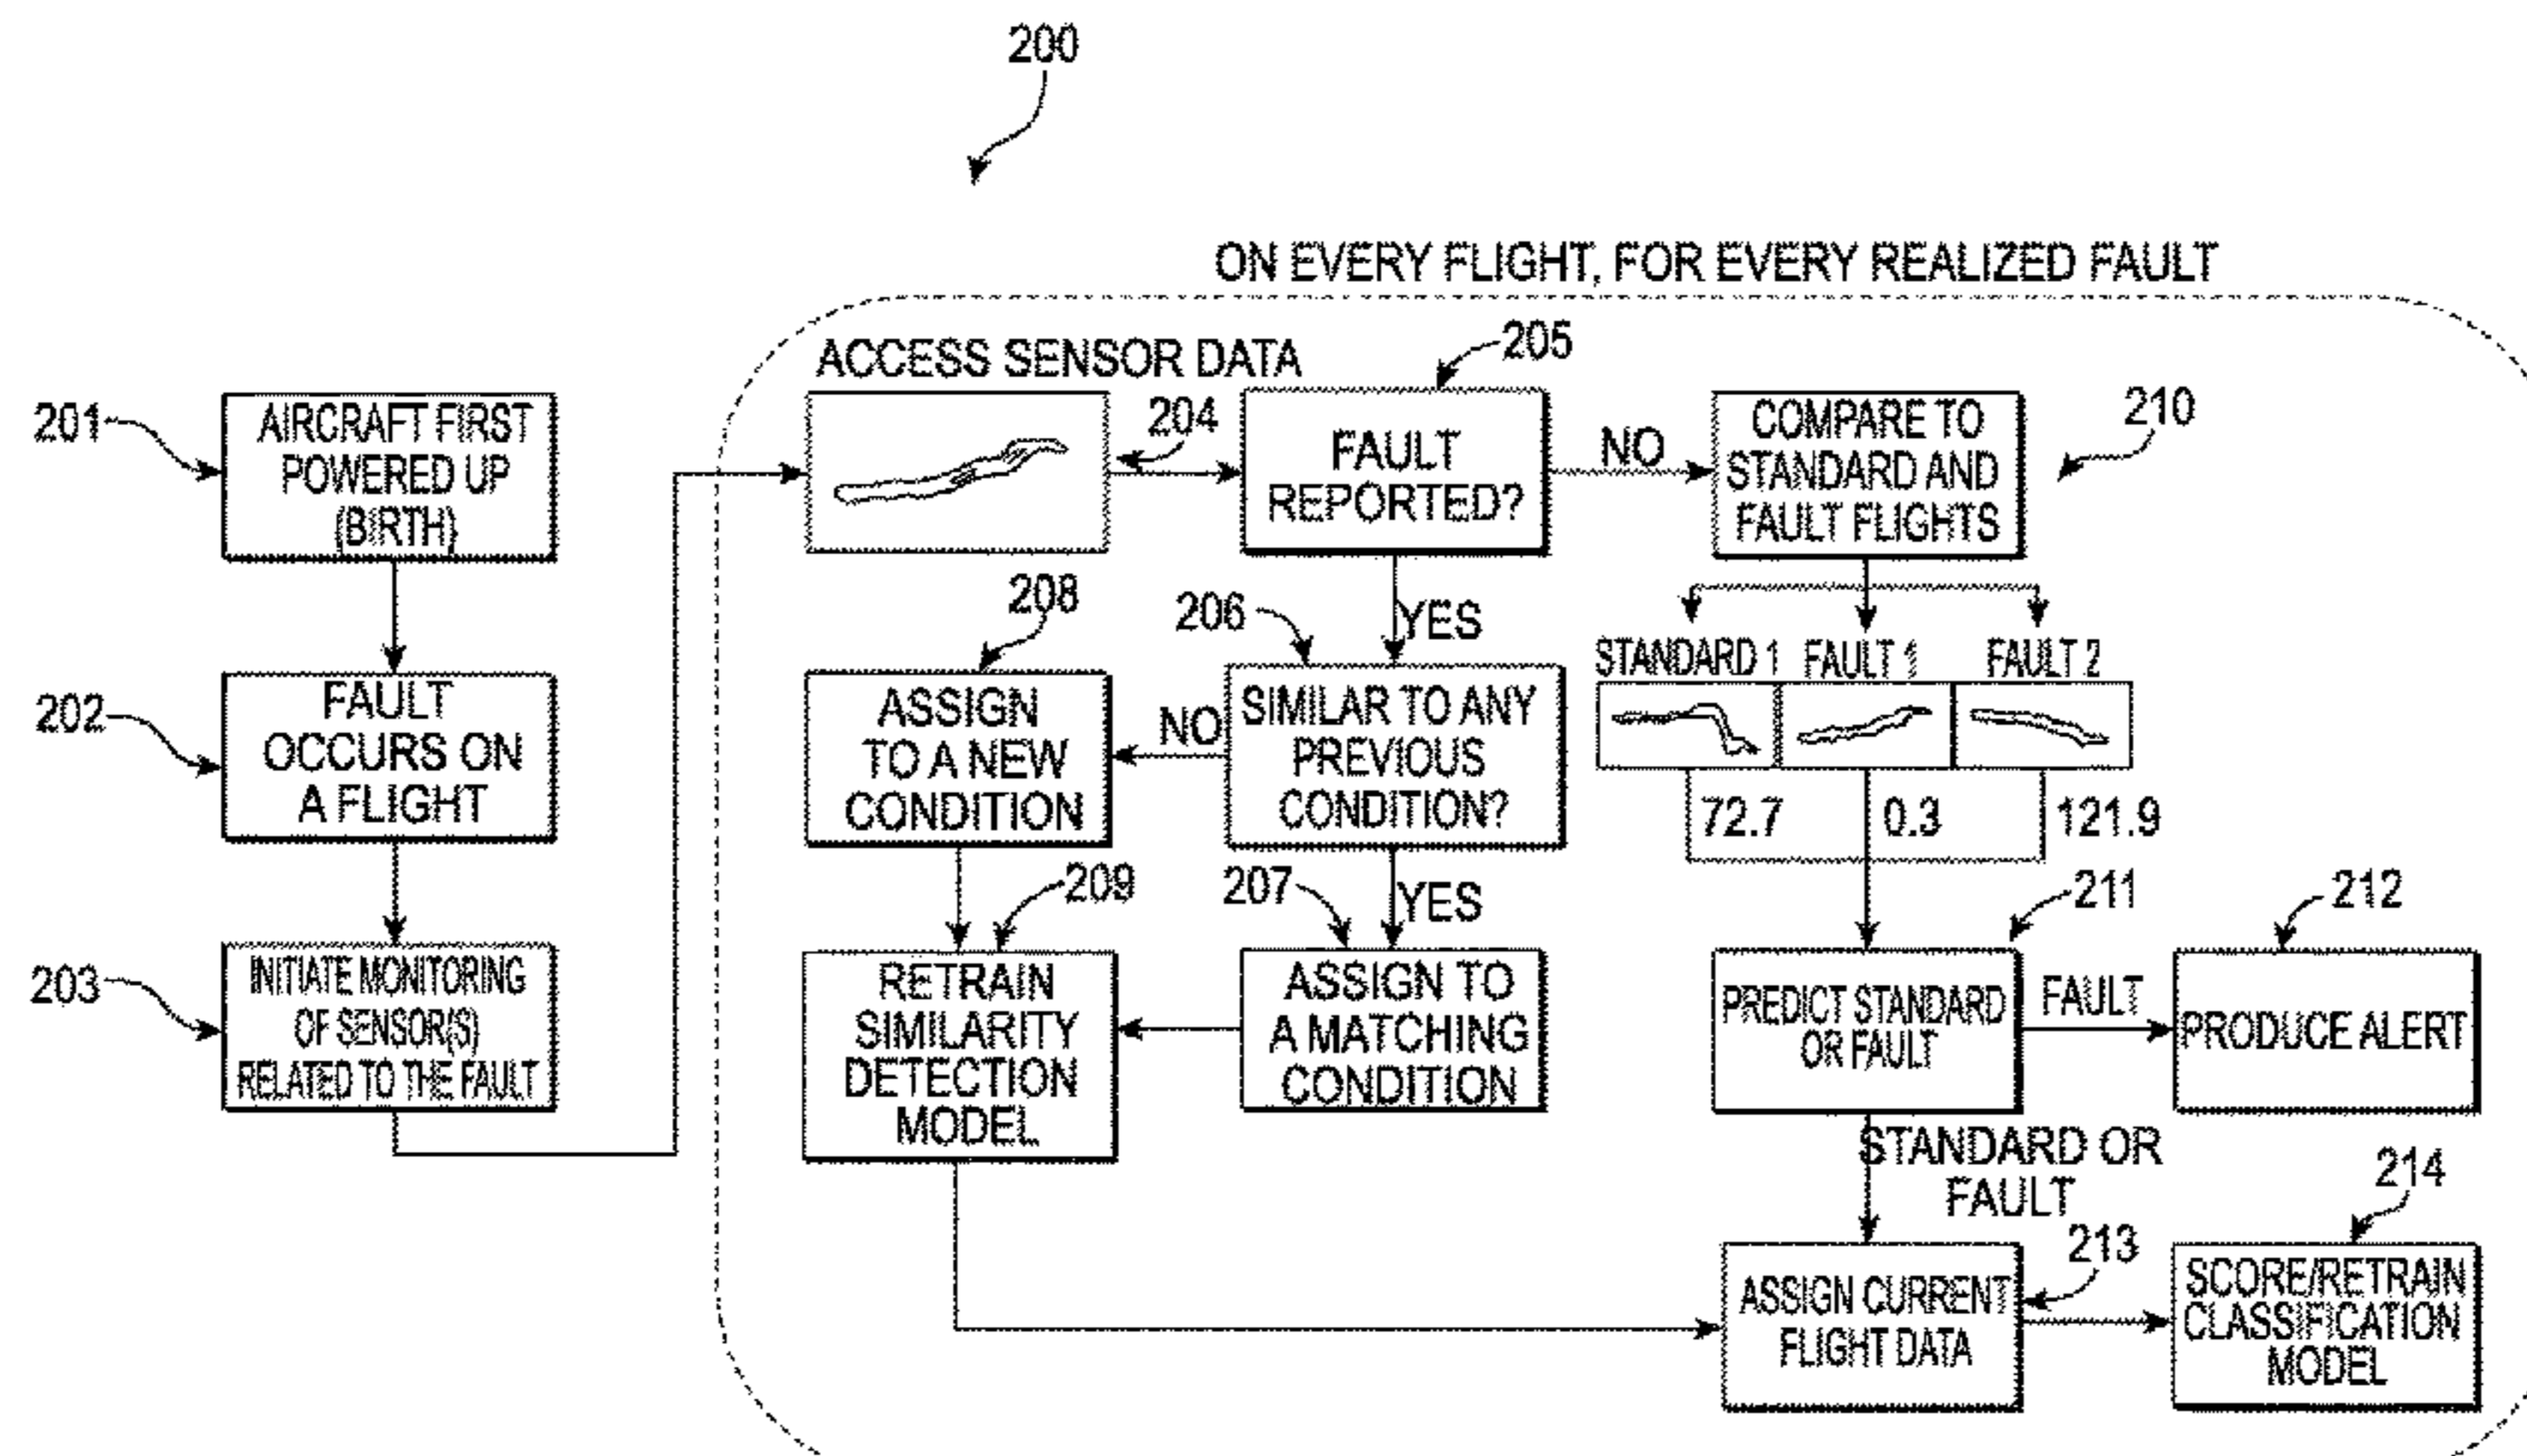 200
ON EVERY FLIGHT, FOR EVERY REALIZED FAULT
201
AIRCRAFT FIRST
POWERED UP
(BIRTH)
202
FAULT
OCCURS ON
A FLIGHT
203
INITIATE MONITORING
OF SENSOR(S)
RELATED TO THE FAULT
ACCESS SENSOR DATA
204
205
FAULT
REPORTED?
NO
YES
COMPARE TO
STANDARD AND
FAULT FLIGHTS
210
206
SIMILAR TO ANY
PREVIOUS
CONDITION?
NO
YES
208
ASSIGN
TO A NEW
CONDITION
207
ASSIGN TO
A MATCHING
CONDITION
209
RETRAIN
SIMILARITY
DETECTION
MODEL
STANDARD 1
FAULT 1
FAULT 2
72.7
0.3
121.9
211
PREDICT STANDARD
OR FAULT
FAULT
212
PRODUCE ALERT
STANDARD OR
FAULT
213
ASSIGN CURRENT
FLIGHT DATA
214
SCORE/RETRAIN
CLASSIFICATION
MODEL